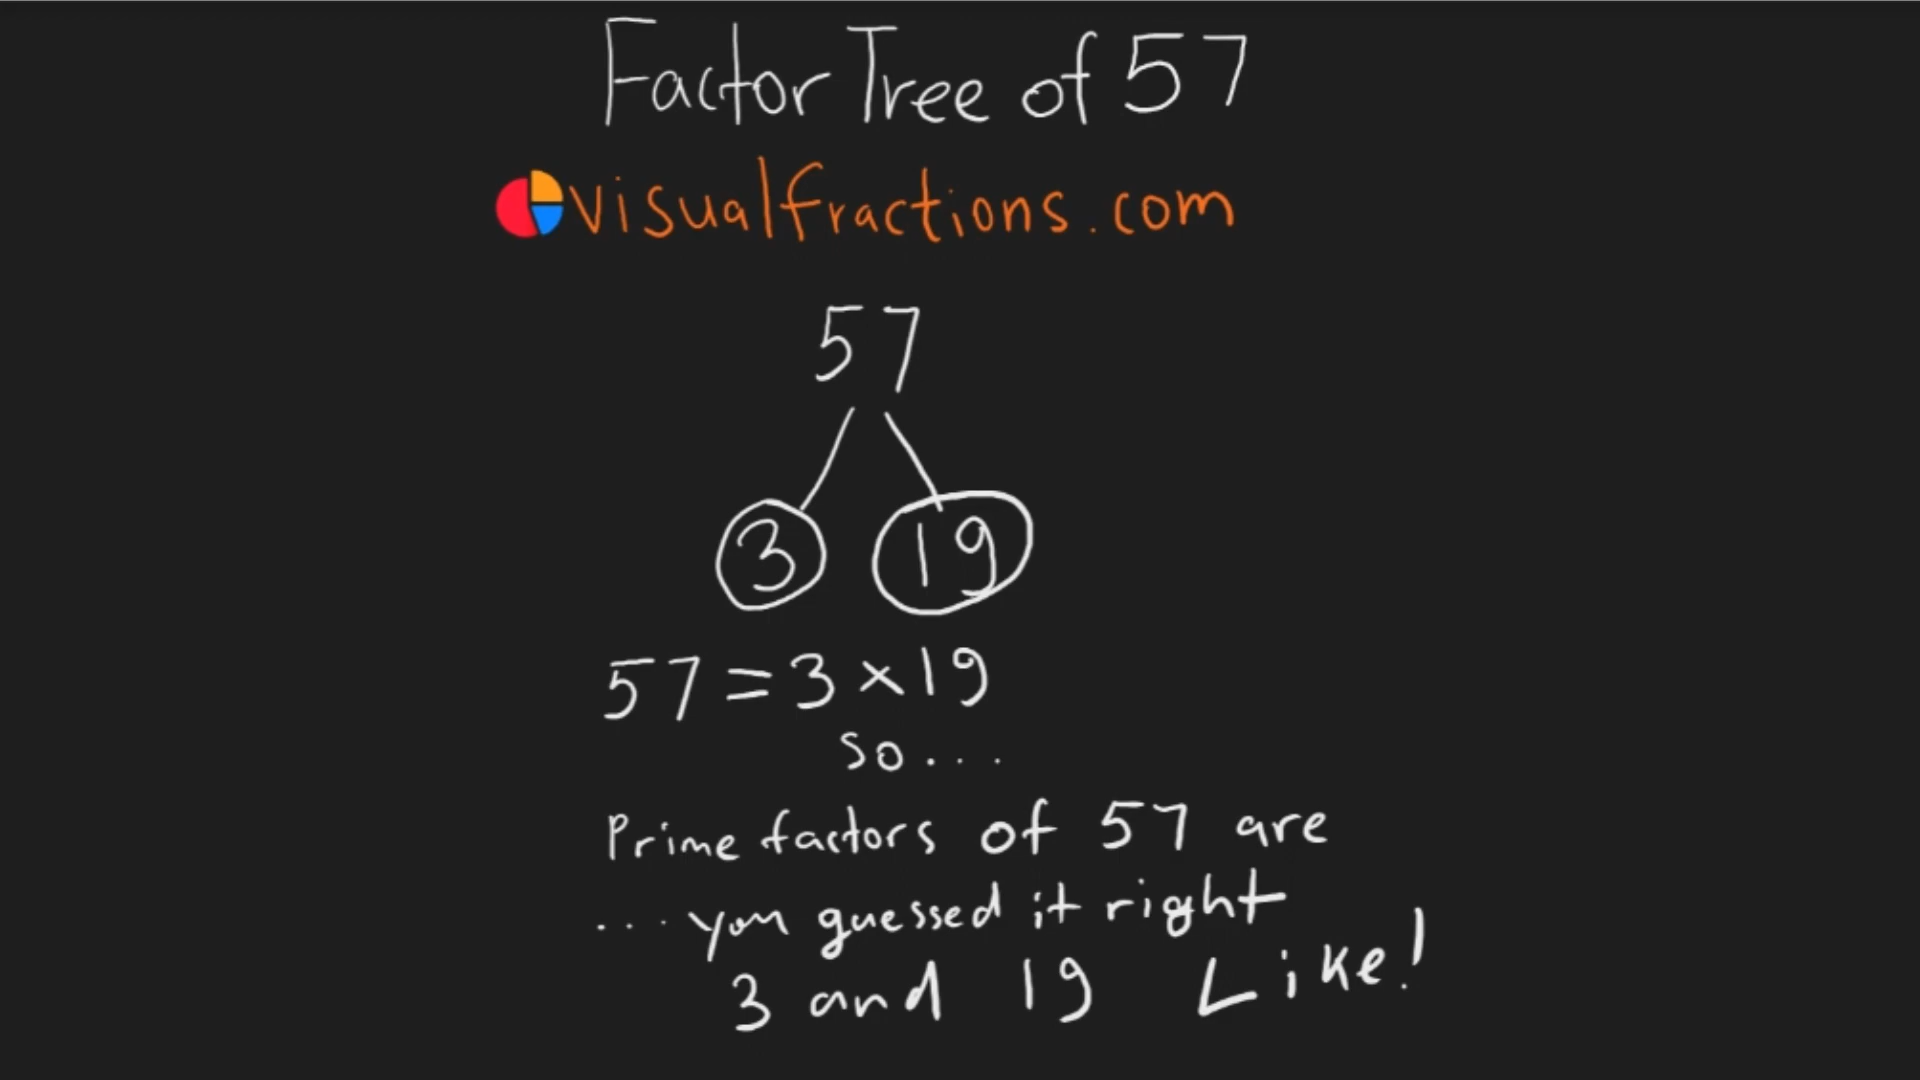 Factor Tree of 57
visualfractions.com
57
3 19
57 = 3 × 19
so...
Prime factors of 57 are
... you guessed it right
3 and 19 Like!